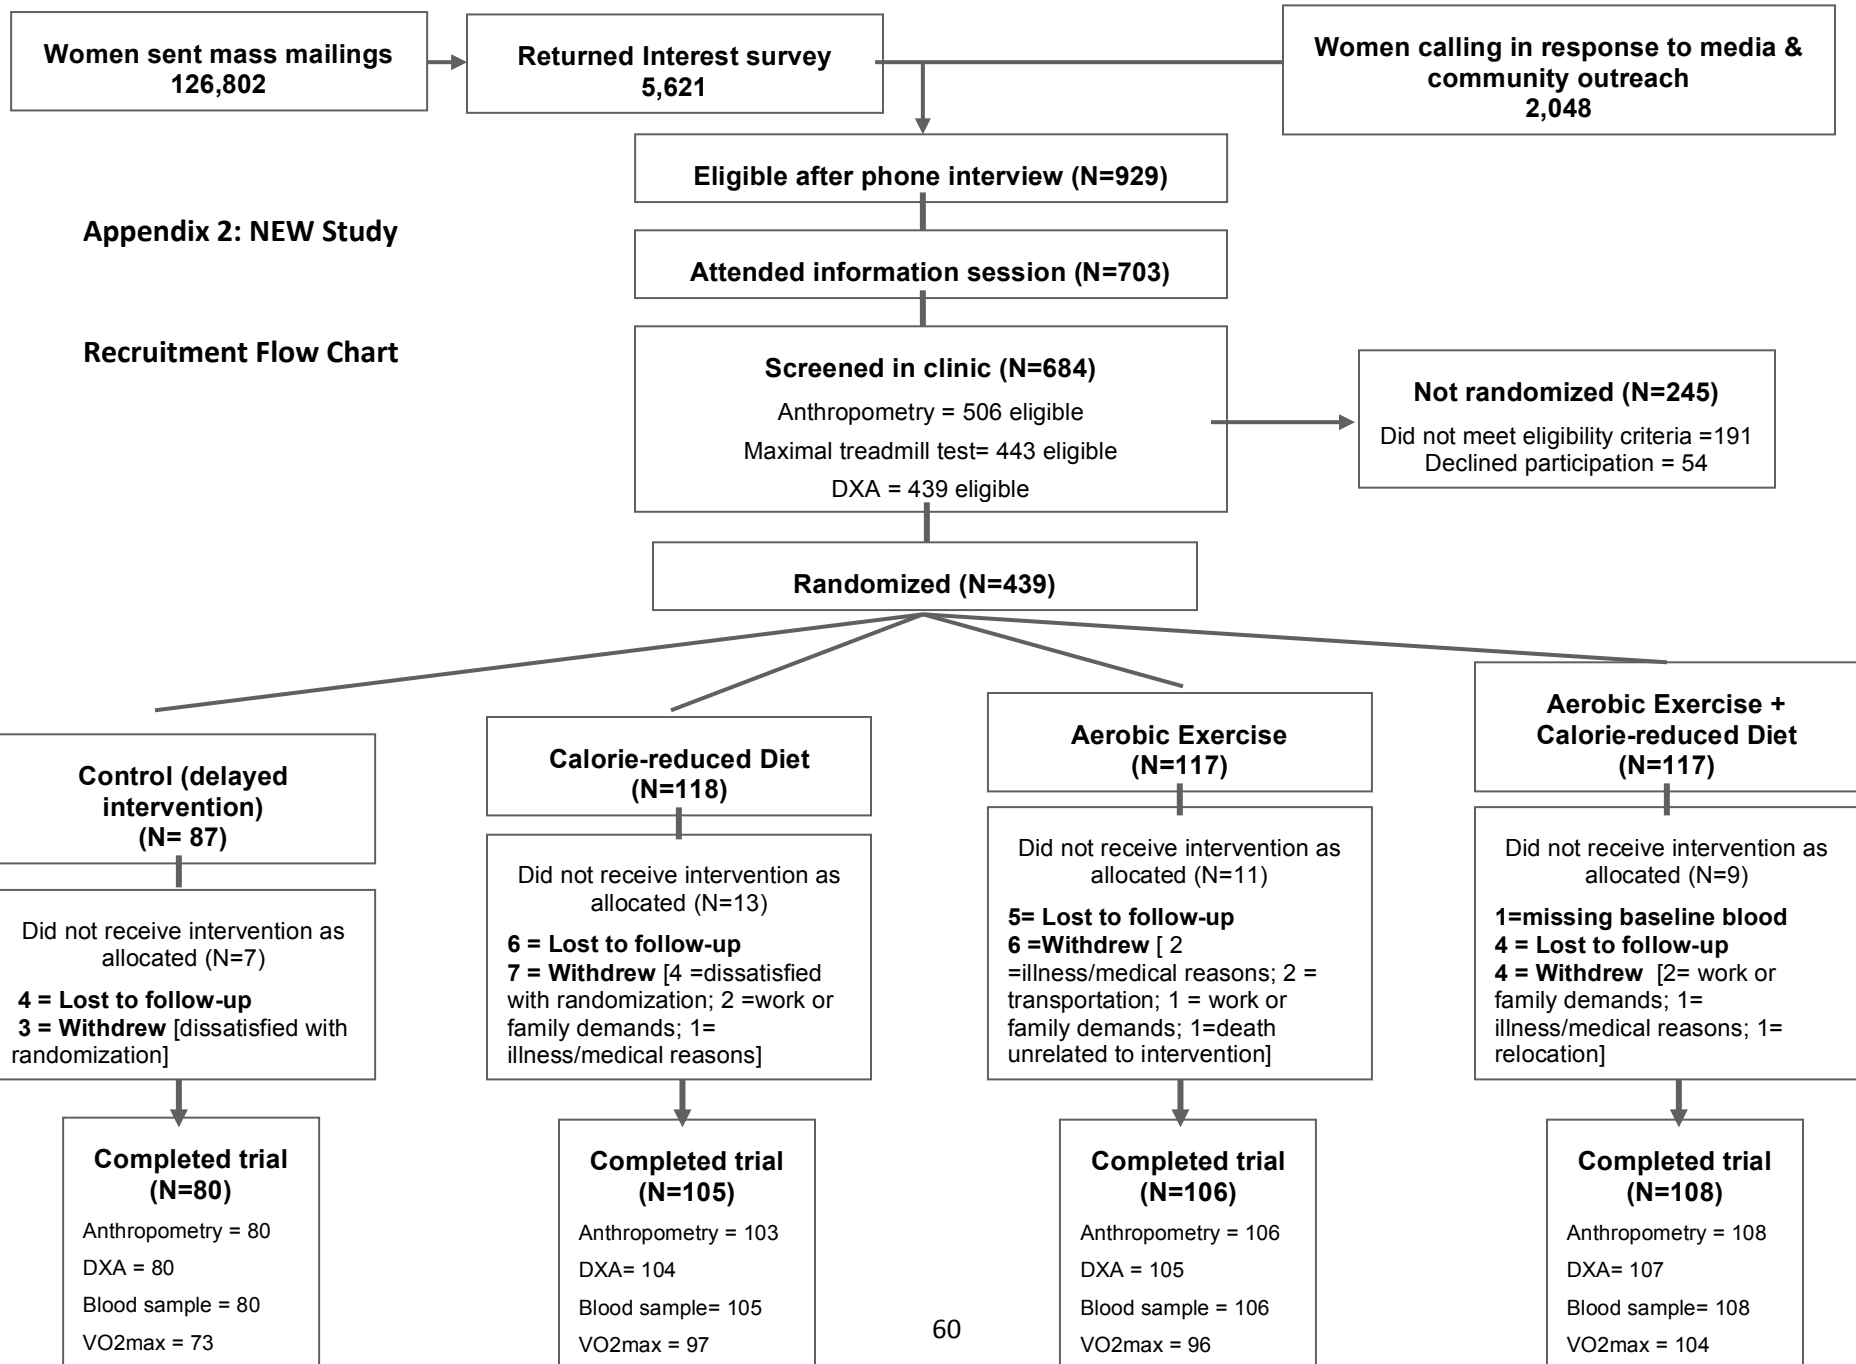 Women sent mass mailings
126,802
Returned Interest survey
5,621
Women calling in response to media &
community outreach
2,048
Eligible after phone interview (N=929)
Appendix 2: NEW Study
Attended information session (N=703)
Recruitment Flow Chart
Screened in clinic (N=684)
Anthropometry = 506 eligible
Maximal treadmill test= 443 eligible
DXA = 439 eligible
Not randomized (N=245)
Did not meet eligibility criteria =191
Declined participation = 54
Randomized (N=439)
Control (delayed
intervention)
(N= 87)
Did not receive intervention as
allocated (N=7)
4 = Lost to follow-up
3 = Withdrew [dissatisfied with
randomization]
Completed trial
(N=80)
Anthropometry = 80
DXA = 80
Blood sample = 80
VO2max = 73
Calorie-reduced Diet
(N=118)
Did not receive intervention as
allocated (N=13)
6 = Lost to follow-up
7 = Withdrew [4 =dissatisfied
with randomization; 2 =work or
family demands; 1=
illness/medical reasons]
Completed trial
(N=105)
Anthropometry = 103
DXA= 104
Blood sample= 105
VO2max = 97
Aerobic Exercise
(N=117)
Did not receive intervention as
allocated (N=11)
5= Lost to follow-up
6 =Withdrew [ 2
=illness/medical reasons; 2 =
transportation; 1 = work or
family demands; 1=death
unrelated to intervention]
Completed trial
(N=106)
Anthropometry = 106
DXA = 105
Blood sample = 106
VO2max = 96
Aerobic Exercise +
Calorie-reduced Diet
(N=117)
Did not receive intervention as
allocated (N=9)
1=missing baseline blood
4 = Lost to follow-up
4 = Withdrew [2= work or
family demands; 1=
illness/medical reasons; 1=
relocation]
Completed trial
(N=108)
Anthropometry = 108
DXA= 107
Blood sample= 108
VO2max = 104
60